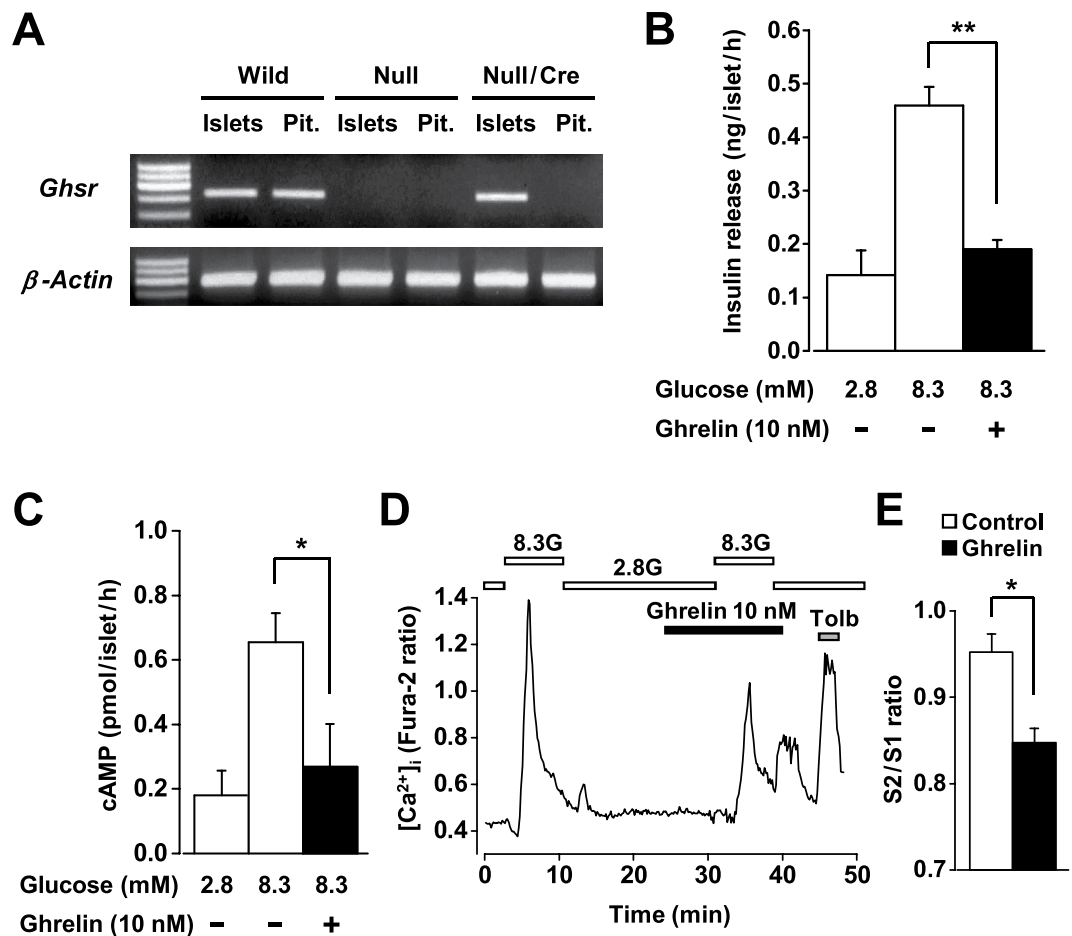 A
Wild Null Null/Cre
Islets Pit. Islets Pit. Islets Pit.
Ghsr
β-Actin
B
Insulin release (ng/islet/h)
0.6
0.5
0.4
0.3
0.2
0.1
0.0
**
Glucose (mM) 2.8 8.3 8.3
Ghrelin (10 nM) - - +
C
cAMP (pmol/islet/h)
1.0
0.8
0.6
0.4
0.2
0.0
*
Glucose (mM) 2.8 8.3 8.3
Ghrelin (10 nM) - - +
D
8.3G 8.3G
2.8G
Ghrelin 10 nM
Tolb
[Ca²⁺]i (Fura-2 ratio)
1.4
1.2
1.0
0.8
0.6
0.4
0 10 20 30 40 50
Time (min)
E
Control
Ghrelin
S2/S1 ratio
1.0
0.9
0.8
0.7
*